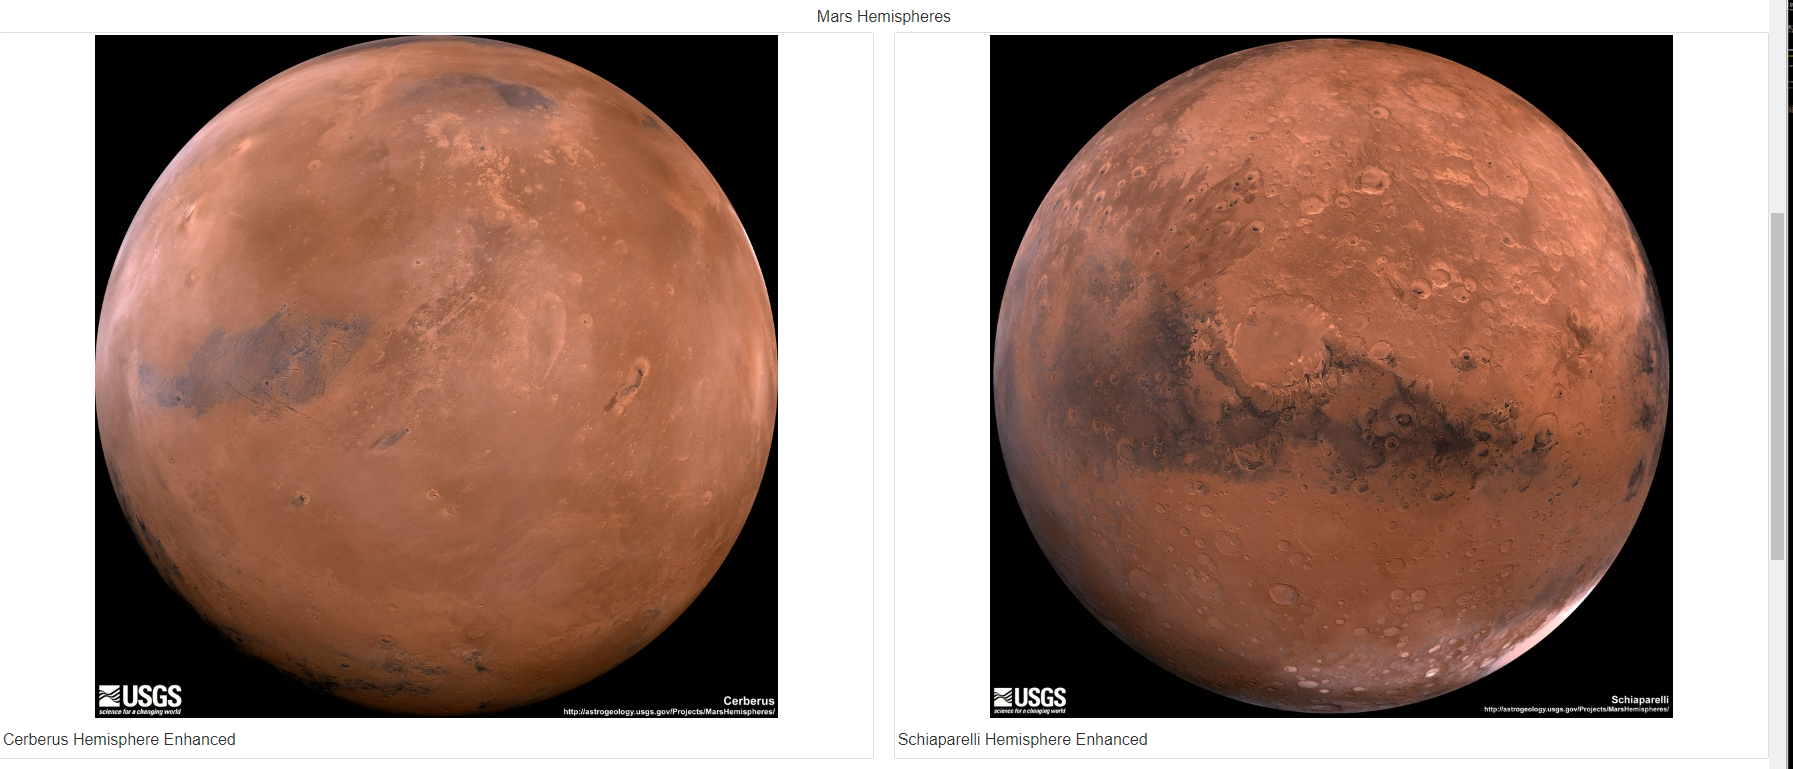 Mars Hemispheres
USGS
science for a changing world
Cerberus
http://astrogeology.usgs.gov/Projects/MarsHemispheres/
Cerberus Hemisphere Enhanced
USGS
science for a changing world
Schiaparelli
http://astrogeology.usgs.gov/Projects/MarsHemispheres/
Schiaparelli Hemisphere Enhanced